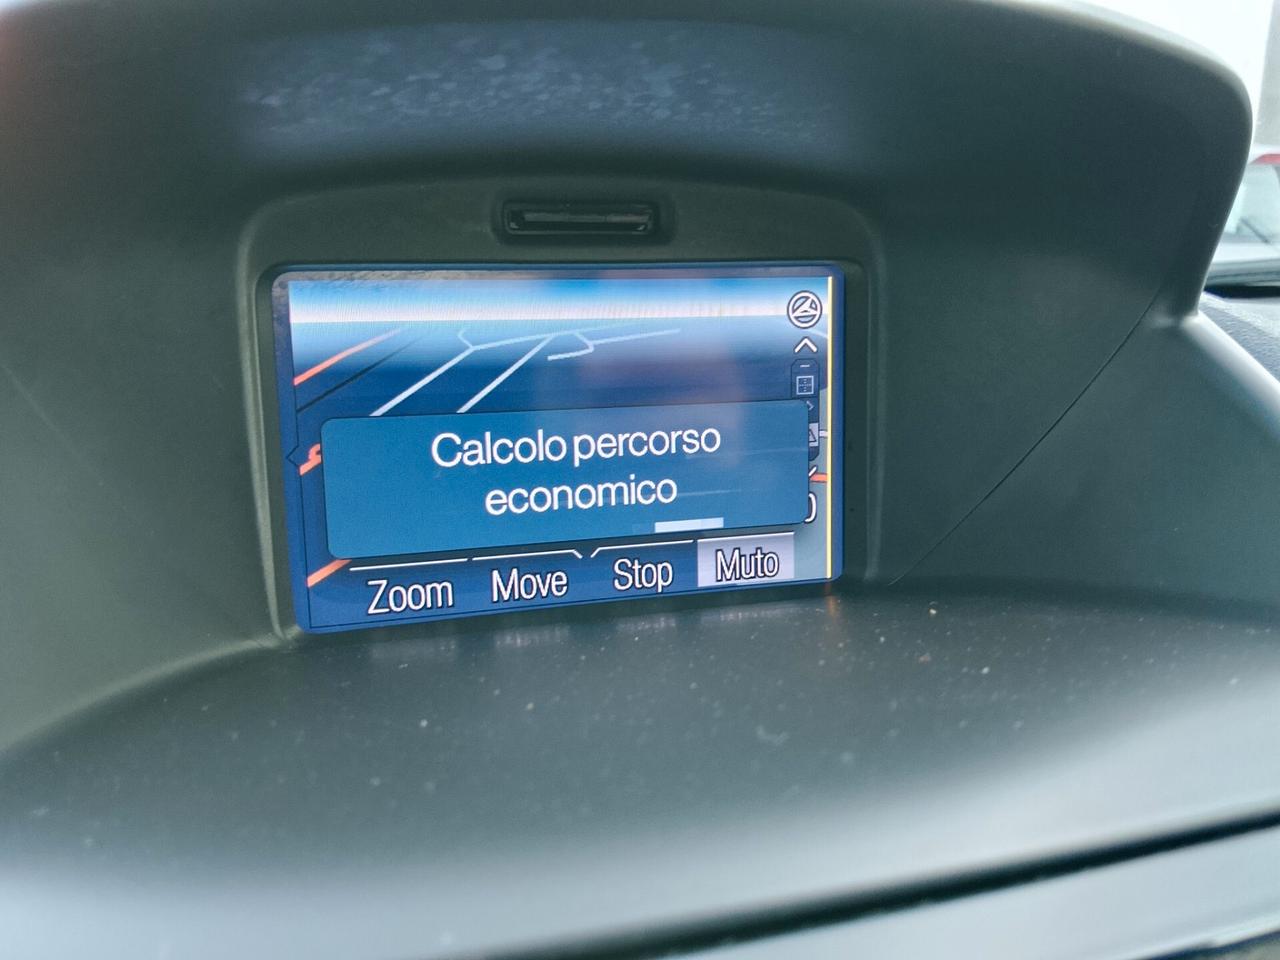 Calcolo percorso
economico
Zoom Move Stop Muto